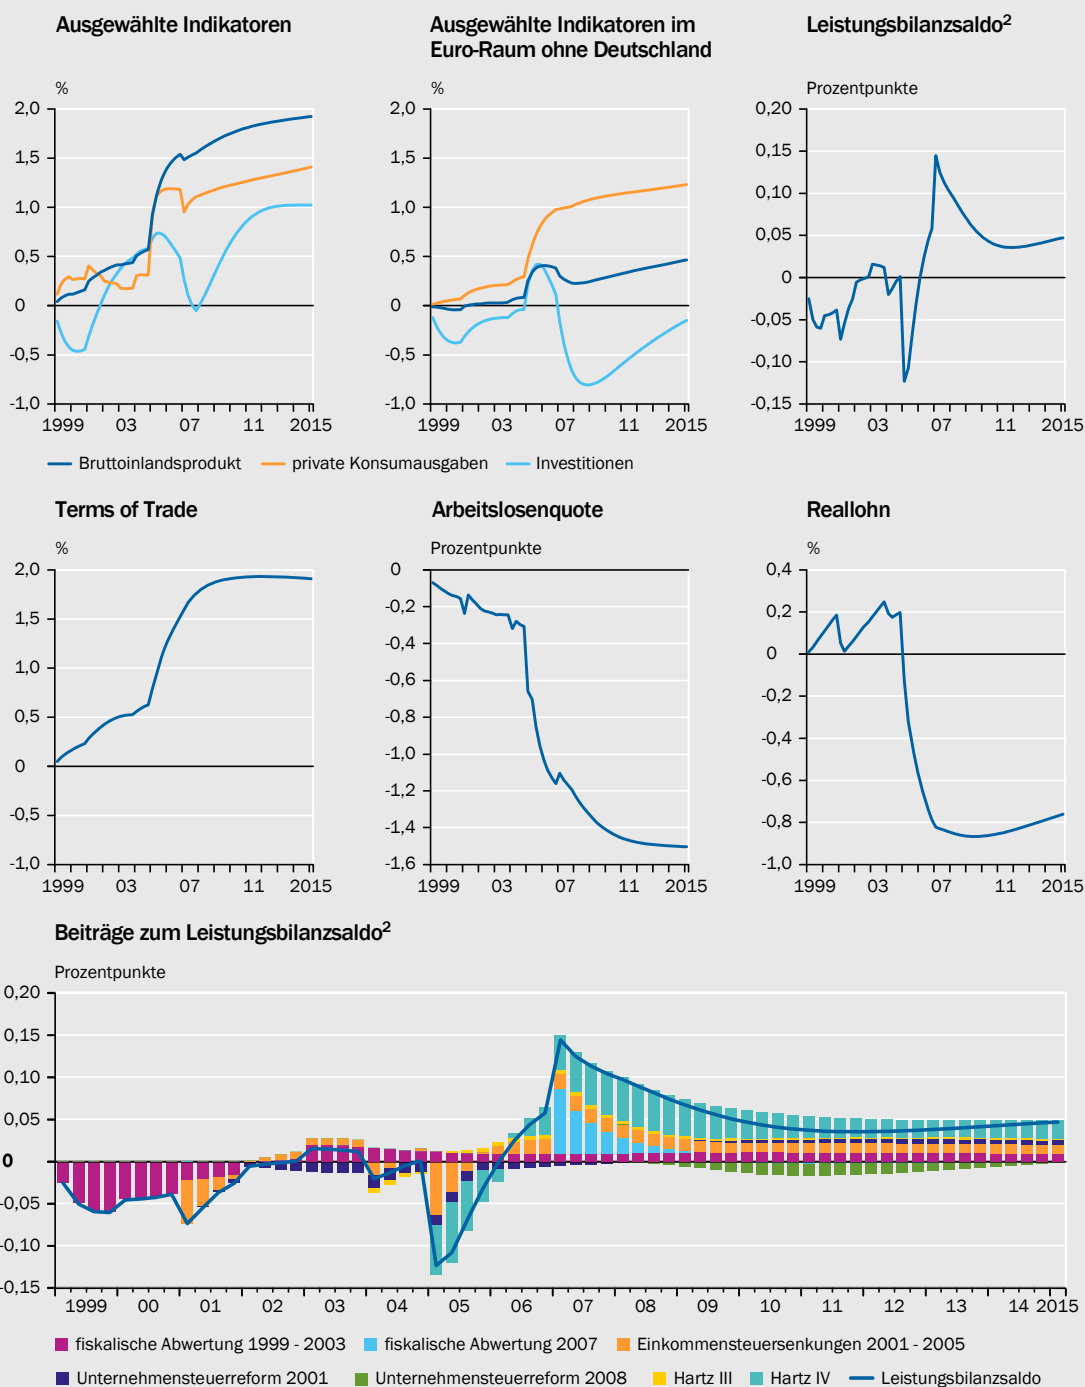 Ausgewählte Indikatoren
Ausgewählte Indikatoren im
Euro-Raum ohne Deutschland
Leistungsbilanzsaldo²
%
%
Prozentpunkte
2,0
1,5
1,0
0,5
0
-0,5
-1,0
1999 03 07 11 2015
2,0
1,5
1,0
0,5
0
-0,5
-1,0
1999 03 07 11 2015
0,20
0,15
0,10
0,05
0
-0,05
-0,10
-0,15
1999 03 07 11 2015
Bruttoinlandsprodukt private Konsumausgaben Investitionen
Terms of Trade
Arbeitslosenquote
Reallohn
%
Prozentpunkte
%
2,0
1,5
1,0
0,5
0
-0,5
-1,0
1999 03 07 11 2015
0
-0,2
-0,4
-0,6
-0,8
-1,0
-1,2
-1,4
-1,6
1999 03 07 11 2015
0,4
0,2
0
-0,2
-0,4
-0,6
-0,8
-1,0
1999 03 07 11 2015
Beiträge zum Leistungsbilanzsaldo²
Prozentpunkte
0,20
0,15
0,10
0,05
0
-0,05
-0,10
-0,15
1999 00 01 02 03 04 05 06 07 08 09 10 11 12 13 14 2015
fiskalische Abwertung 1999 - 2003 fiskalische Abwertung 2007 Einkommensteuersenkungen 2001 - 2005
Unternehmensteuerreform 2001 Unternehmensteuerreform 2008 Hartz III Hartz IV Leistungsbilanzsaldo